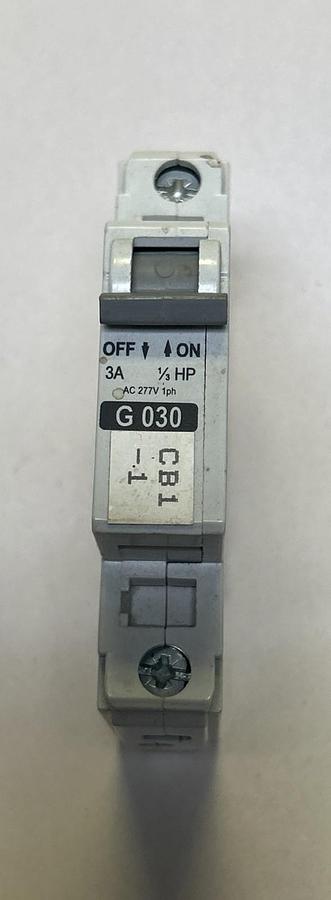 OFF ⬇ ⬆ ON
3A ⅓ HP
AC 277V 1ph
G 030
CB1
-1